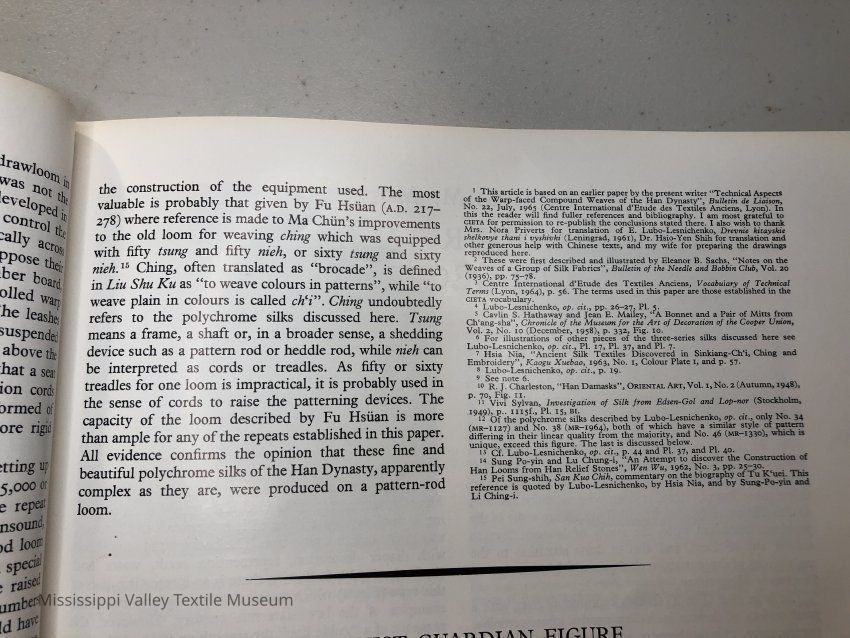 drawloom in
was not the
developed in
control the
cally across
ppose their
ber board.
olled warp
he leashes
suspended
above the
that a seat
ion cords
ormed of
ore rigid
etting up
5,000 or
repeat
nsound,
od loom
special
raised
umbers
ld have
the construction of the equipment used. The most
valuable is probably that given by Fu Hsüan (A.D. 217–
278) where reference is made to Ma Chün's improvements
to the old loom for weaving ching which was equipped
with fifty tsung and fifty nieh, or sixty tsung and sixty
nieh.¹⁵ Ching, often translated as "brocade", is defined
in Liu Shu Ku as "to weave colours in patterns", while "to
weave plain in colours is called ch'i". Ching undoubtedly
refers to the polychrome silks discussed here. Tsung
means a frame, a shaft or, in a broader sense, a shedding
device such as a pattern rod or heddle rod, while nieh can
be interpreted as cords or treadles. As fifty or sixty
treadles for one loom is impractical, it is probably used in
the sense of cords to raise the patterning devices. The
capacity of the loom described by Fu Hsüan is more
than ample for any of the repeats established in this paper.
All evidence confirms the opinion that these fine and
beautiful polychrome silks of the Han Dynasty, apparently
complex as they are, were produced on a pattern-rod
loom.
¹ This article is based on an earlier paper by the present writer "Technical Aspects
of the Warp-faced Compound Weaves of the Han Dynasty", Bulletin de Liaison,
No. 22, July, 1965 (Centre International d'Etude des Textiles Anciens, Lyon). In
this the reader will find fuller references and bibliography. I am most grateful to
CIETA for permission to re-publish the conclusions stated there. I also wish to thank
Mrs. Nora Priverts for translation of E. Lubo-Lesnichenko, Drevnie kitayskie
shelkovye tkani i vyshivki (Leningrad, 1961), Dr. Hsio-Yen Shih for translation and
other generous help with Chinese texts, and my wife for preparing the drawings
reproduced here.
² These were first described and illustrated by Eleanor B. Sachs, "Notes on the
Weaves of a Group of Silk Fabrics", Bulletin of the Needle and Bobbin Club, Vol. 20
(1936), pp. 75–78.
³ Centre International d'Etude des Textiles Anciens, Vocabulary of Technical
Terms (Lyon, 1964), p. 56. The terms used in this paper are those established in the
CIETA vocabulary.
⁴ Lubo-Lesnichenko, op. cit., pp. 26–27, Pl. 5.
⁵ Cavlin S. Hathaway and Jean E. Mailey, "A Bonnet and a Pair of Mitts from
Ch'ang-sha", Chronicle of the Museum for the Art of Decoration of the Cooper Union,
Vol. 2, No. 10 (December, 1958), p. 332, Fig. 10.
⁶ For illustrations of other pieces of the three-series silks discussed here see
Lubo-Lesnichenko, op. cit., Pl. 17, Pl. 37, and Pl. 7.
⁷ Hsia Nia, "Ancient Silk Textiles Discovered in Sinkiang-Ch'i, Ching and
Embroidery", Kaogu Xuebao, 1963, No. 1, Colour Plate 1, and p. 57.
⁸ Lubo-Lesnichenko, op. cit., p. 19.
⁹ See note 6.
¹⁰ R. J. Charleston, "Han Damasks", ORIENTAL ART, Vol. I, No. 2 (Autumn, 1948),
p. 70, Fig. 11.
¹¹ Vivi Sylvan, Investigation of Silk from Edsen-Gol and Lop-nor (Stockholm,
1949), p. 1115f., Pl. 15, B1.
¹² Of the polychrome silks described by Lubo-Lesnichenko, op. cit., only No. 34
(MR–1127) and No. 38 (MR–1964), both of which have a similar style of pattern
differing in their linear quality from the majority, and No. 46 (MR–1330), which is
unique, exceed this figure. The last is discussed below.
¹³ Cf. Lubo-Lesnichenko, op. cit., p. 44 and Pl. 37, and Pl. 40.
¹⁴ Sung Po-yin and Lu Chung-i, "An Attempt to discover the Construction of
Han Looms from Han Relief Stones", Wen Wu, 1962, No. 3, pp. 25–30.
¹⁵ Pei Sung-shih, San Kuo Chih, commentary on the biography of Tu K'uei. This
reference is quoted by Lubo-Lesnichenko, by Hsia Nia, and by Sung-Po-yin and
Li Ching-i.
GUARDIAN FIGURE
Mississippi Valley Textile Museum